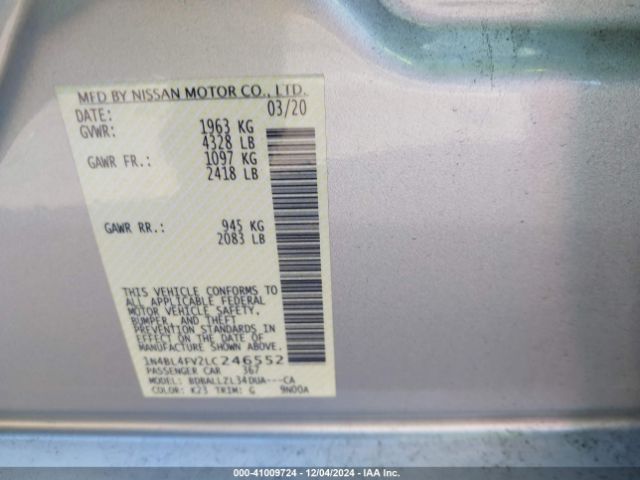 MFD BY NISSAN MOTOR CO., LTD.
DATE: 03/20
GVWR: 1963 KG
4328 LB
GAWR FR.: 1097 KG
2418 LB
GAWR RR.: 945 KG
2083 LB
THIS VEHICLE CONFORMS TO
ALL APPLICABLE FEDERAL
MOTOR VEHICLE SAFETY,
BUMPER, AND THEFT
PREVENTION STANDARDS
IN EFFECT ON THE DATE OF
MANUFACTURE SHOWN ABOVE.
1N4BL4FV2LC246552
PASSENGER CAR 367
MODEL: BDBALLZL34DUA---CA
COLOR: K23 TRIM: G 9N00A
000-41009724 - 12/04/2024 - IAA Inc.